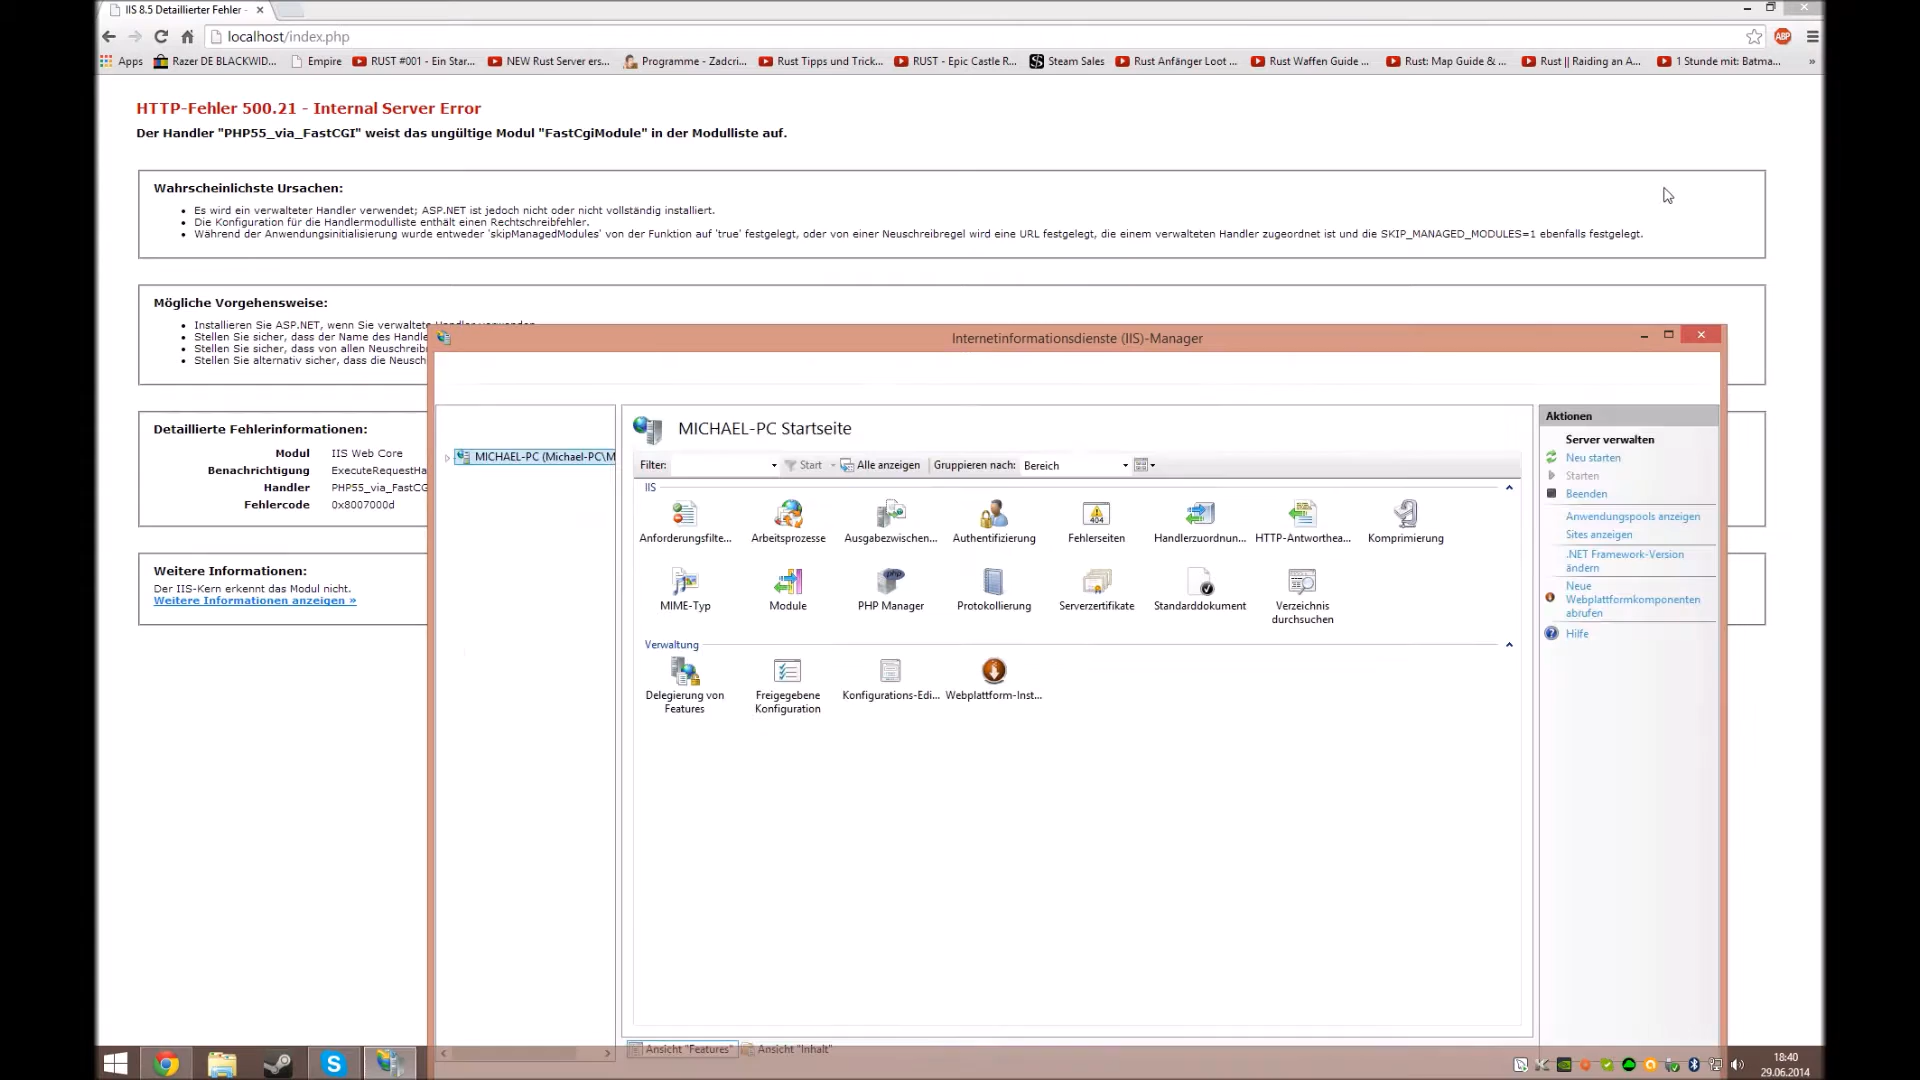 IIS 8.5 Detaillierter Fehler -
localhost/index.php
Apps Razer DE BLACKWID... Empire RUST #001 - Ein Star... NEW Rust Server ers... Programme - Zadcri... Rust Tipps und Trick... RUST - Epic Castle R... Steam Sales Rust Anfänger Loot ... Rust Waffen Guide ... Rust: Map Guide & ... Rust || Raiding an A... 1 Stunde mit: Batma... »
HTTP-Fehler 500.21 - Internal Server Error
Der Handler "PHP55_via_FastCGI" weist das ungültige Modul "FastCgiModule" in der Modulliste auf.
Wahrscheinlichste Ursachen:
Es wird ein verwalteter Handler verwendet; ASP.NET ist jedoch nicht oder nicht vollständig installiert.
Die Konfiguration für die Handlermodulliste enthält einen Rechtschreibfehler.
Während der Anwendungsinitialisierung wurde entweder 'skipManagedModules' von der Funktion auf 'true' festgelegt, oder von einer Neuschreibregel wird eine URL festgelegt, die einem verwalteten Handler zugeordnet ist und die SKIP_MANAGED_MODULES=1 ebenfalls festgelegt.
Mögliche Vorgehensweise:
Installieren Sie ASP.NET, wenn Sie verwaltete Handler verwenden.
Stellen Sie sicher, dass der Name des Handle
Stellen Sie sicher, dass von allen Neuschreib
Stellen Sie alternativ sicher, dass die Neusch
Detaillierte Fehlerinformationen:
Modul IIS Web Core
Benachrichtigung ExecuteRequestHa
Handler PHP55_via_FastCG
Fehlercode 0x8007000d
Weitere Informationen:
Der IIS-Kern erkennt das Modul nicht.
Weitere Informationen anzeigen »
Internetinformationsdienste (IIS)-Manager
MICHAEL-PC (Michael-PC\M
MICHAEL-PC Startseite
Filter: Start Alle anzeigen Gruppieren nach: Bereich
IIS
Anforderungsfilte... Arbeitsprozesse Ausgabezwischen... Authentifizierung Fehlerseiten Handlerzuordnun... HTTP-Antworthea... Komprimierung
404
MIME-Typ Module PHP Manager Protokollierung Serverzertifikate Standarddokument Verzeichnis durchsuchen
Verwaltung
Delegierung von Features Freigegebene Konfiguration Konfigurations-Edi... Webplattform-Inst...
Ansicht "Features" Ansicht "Inhalt"
Aktionen
Server verwalten
Neu starten
Starten
Beenden
Anwendungspools anzeigen
Sites anzeigen
.NET Framework-Version
ändern
Neue
Webplattformkomponenten
abrufen
Hilfe
ABP
18:40
29.06.2014